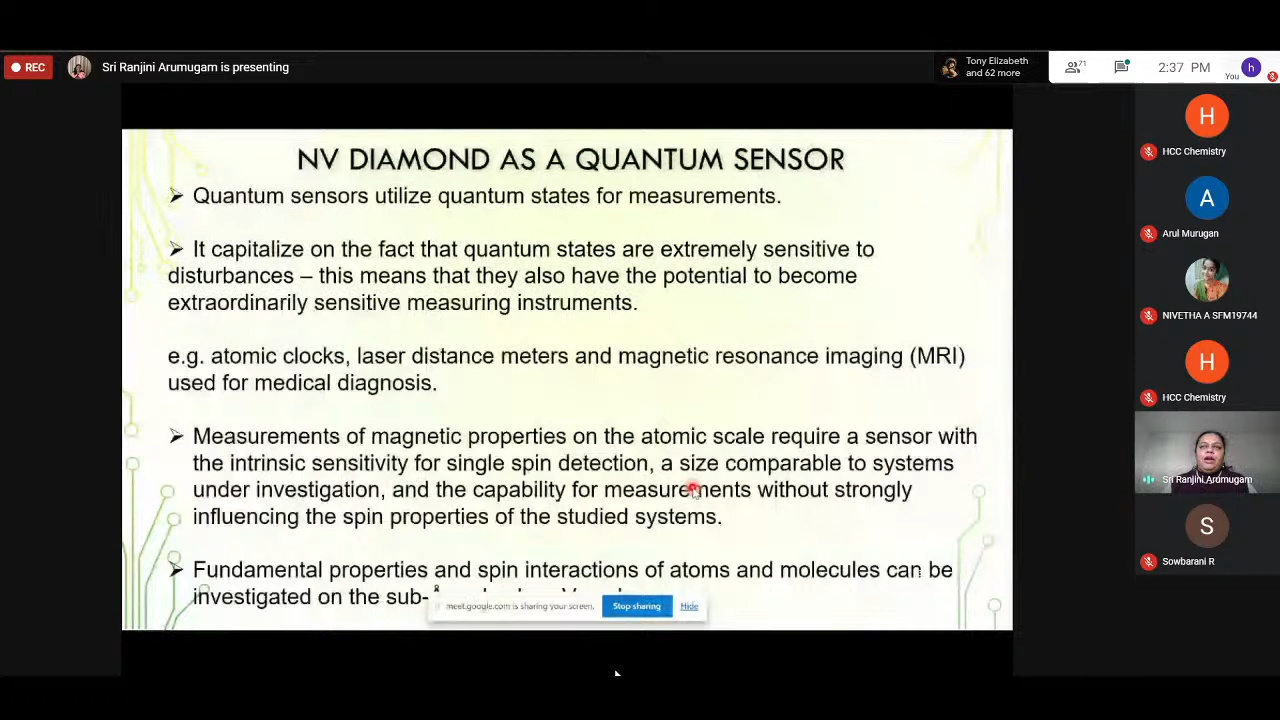 REC
Sri Ranjini Arumugam is presenting
Tony Elizabeth
and 62 more
71
2:37 PM
You
h
NV DIAMOND AS A QUANTUM SENSOR
➢ Quantum sensors utilize quantum states for measurements.
➢ It capitalize on the fact that quantum states are extremely sensitive to
disturbances – this means that they also have the potential to become
extraordinarily sensitive measuring instruments.
e.g. atomic clocks, laser distance meters and magnetic resonance imaging (MRI)
used for medical diagnosis.
➢ Measurements of magnetic properties on the atomic scale require a sensor with
the intrinsic sensitivity for single spin detection, a size comparable to systems
under investigation, and the capability for measurements without strongly
influencing the spin properties of the studied systems.
➢ Fundamental properties and spin interactions of atoms and molecules can be
investigated on the sub-
meet.google.com is sharing your screen.
Stop sharing
Hide
H
HCC Chemistry
A
Arul Murugan
NIVETHA A SFM19744
H
HCC Chemistry
Sri Ranjini Arumugam
S
Sowbarani R